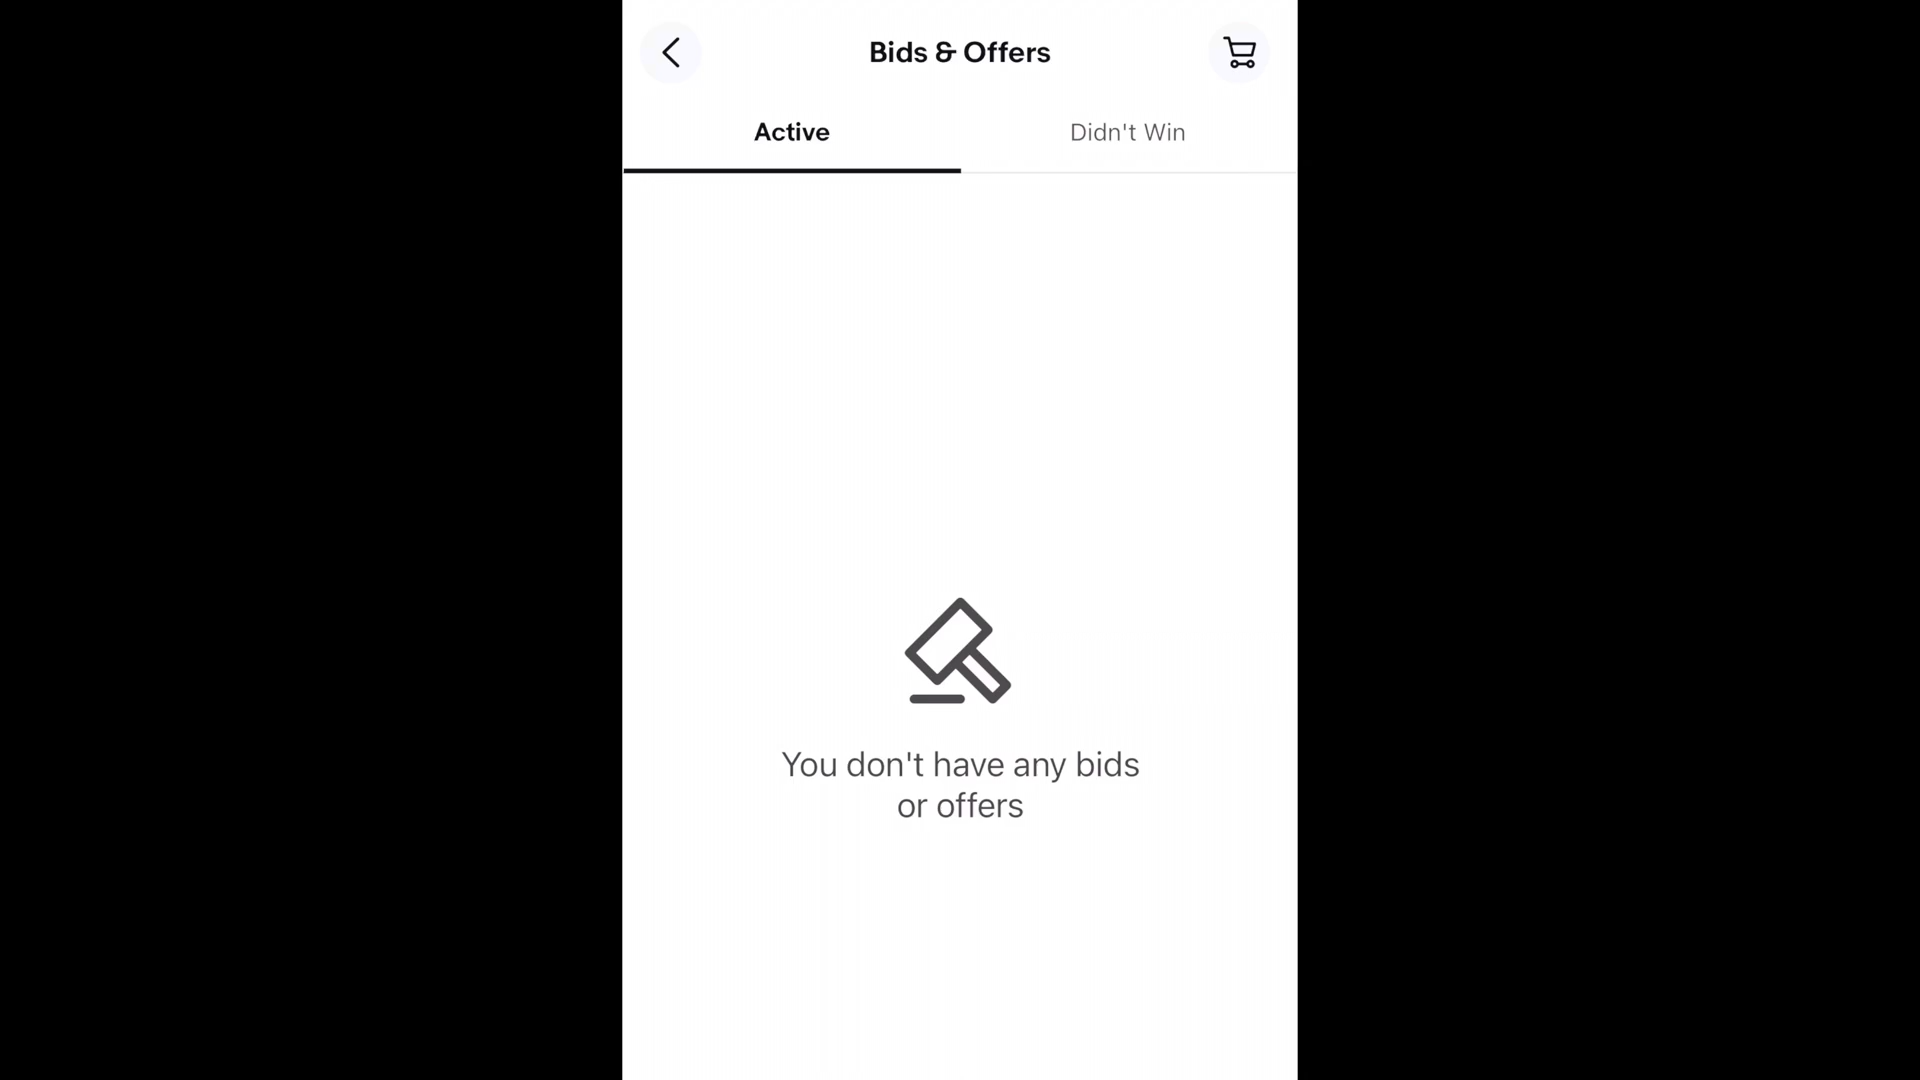 Bids & Offers
Active
Didn't Win
You don't have any bids
or offers